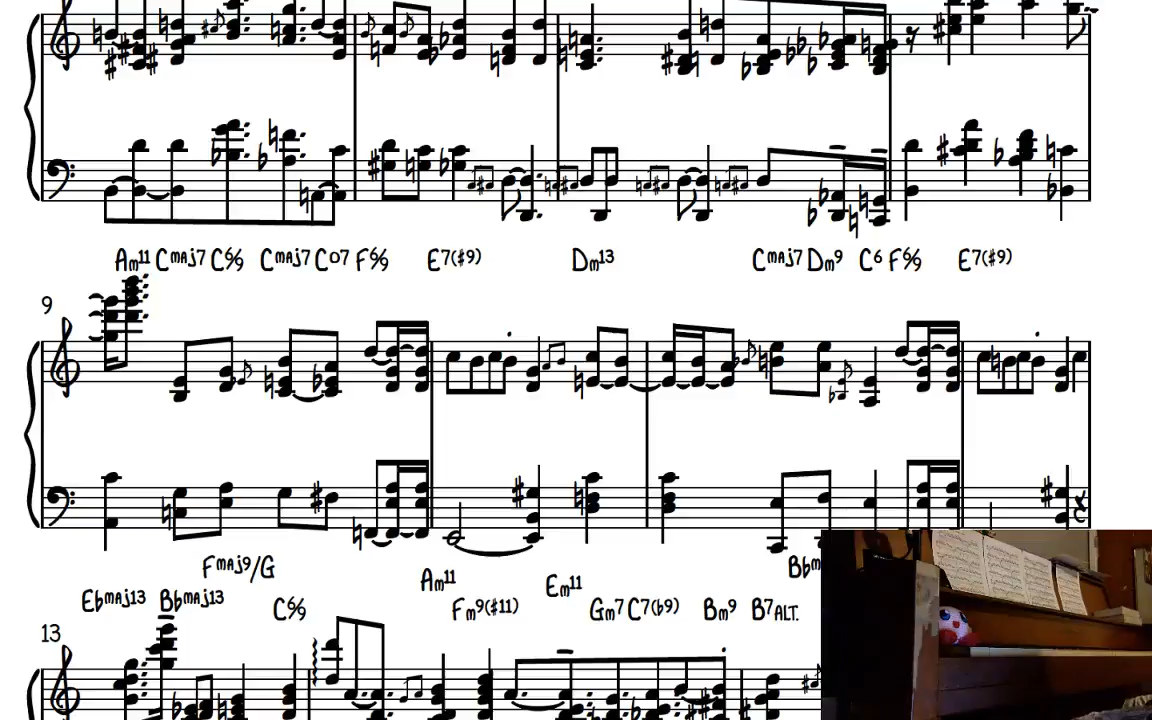 Am11 Cmaj7 C6/9 Cmaj7 Co7 F6/9 E7(#9) Dm13 Cmaj7 Dm9 C6 F6/9 E7(#9)
9
Fmaj9/G Am11 Em11
Ebmaj13 Bbmaj13 C6/9 Fm9(#11) Gm7 C7(b9) Bm9 B7ALT.
13